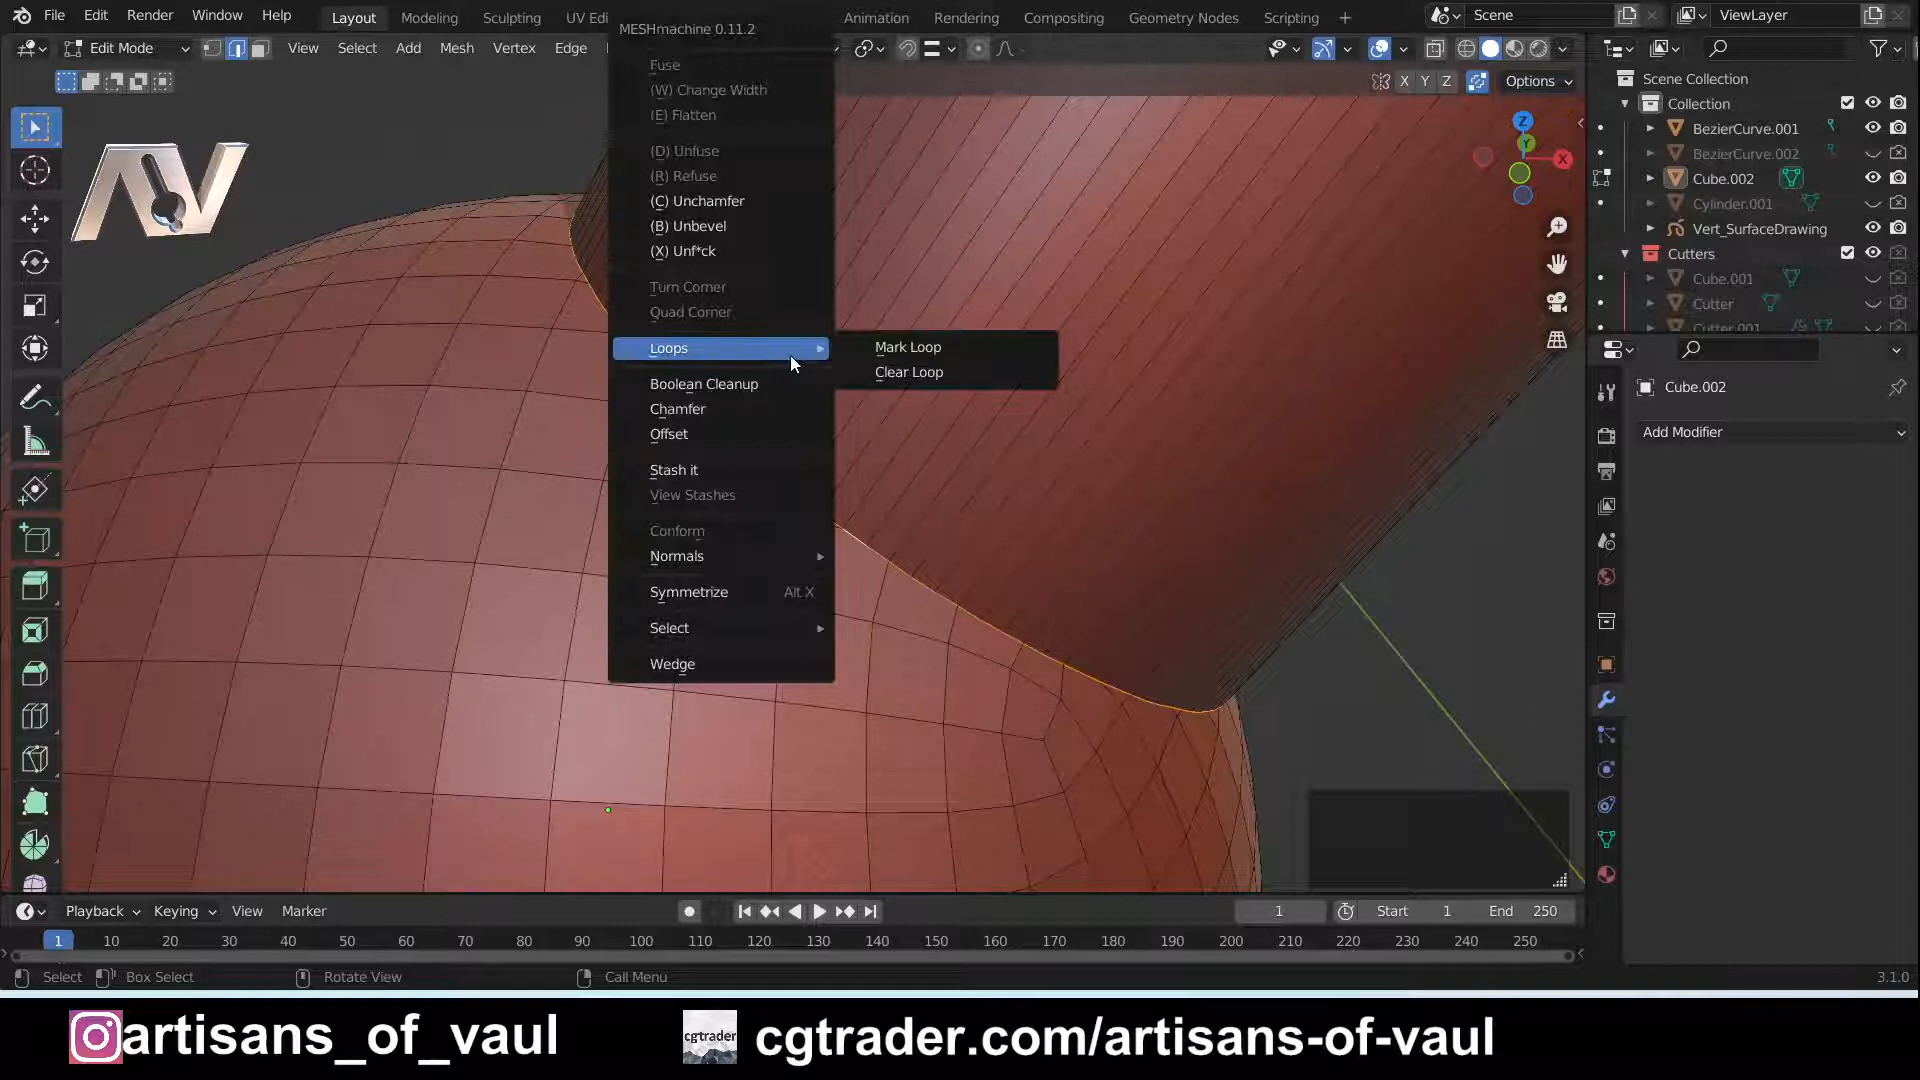 File Edit Render Window Help Layout Modeling Sculpting UV Edi Animation Rendering Compositing Geometry Nodes Scripting + Scene ViewLayer
Edit Mode View Select Add Mesh Vertex Edge
X Y Z Options
MESHmachine 0.11.2
Fuse
(W) Change Width
(E) Flatten
(D) Unfuse
(R) Refuse
(C) Unchamfer
(B) Unbevel
(X) Unf*ck
Turn Corner
Quad Corner
Loops
Mark Loop
Clear Loop
Boolean Cleanup
Chamfer
Offset
Stash it
View Stashes
Conform
Normals
Symmetrize Alt X
Select
Wedge
AV
Z
Y
X
Scene Collection
Collection
BezierCurve.001
BezierCurve.002
Cube.002
Cylinder.001
Vert_SurfaceDrawing
Cutters
Cube.001
Cutter
Cutter.001
Cube.002
Add Modifier
Playback Keying View Marker 1 Start 1 End 250
1 10 20 30 40 50 60 70 80 90 100 110 120 130 140 150 160 170 180 190 200 210 220 230 240 250
Select Box Select Rotate View Call Menu 3.1.0
artisans_of_vaul cgtrader cgtrader.com/artisans-of-vaul